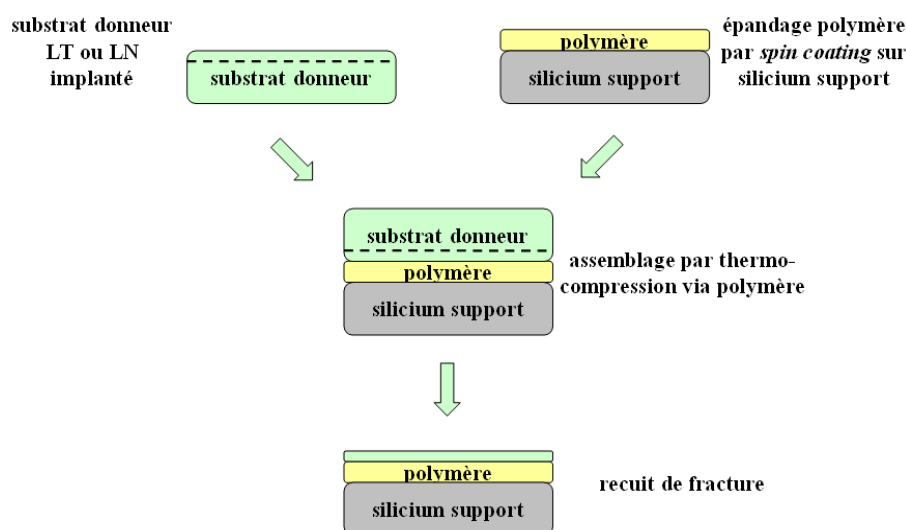 substrat donneur
LT ou LN
implanté
substrat donneur
polymère
silicium support
épandage polymère
par spin coating sur
silicium support
substrat donneur
polymère
silicium support
assemblage par thermo-
compression via polymère
polymère
silicium support
recuit de fracture